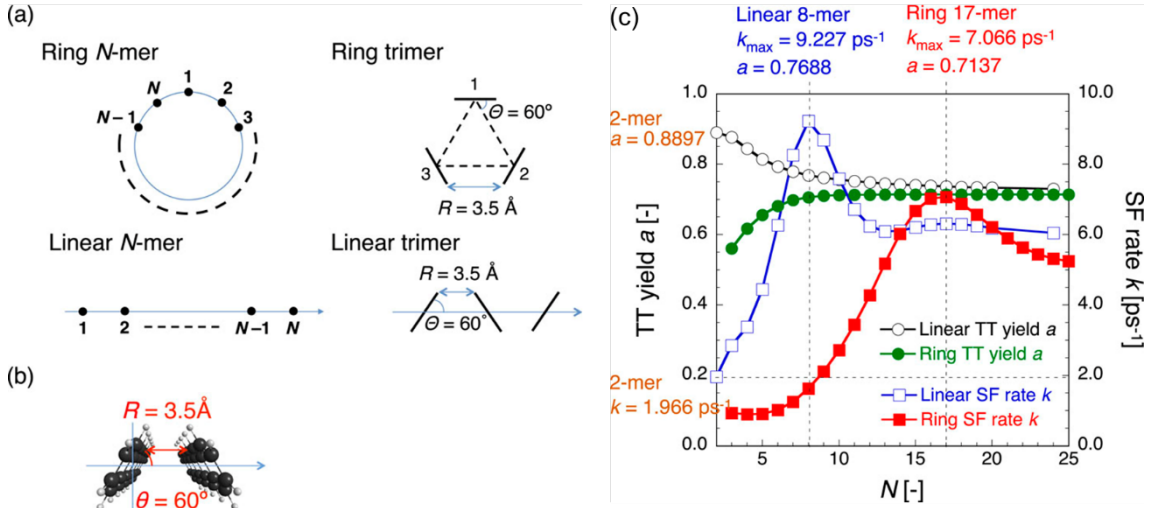 (a)
Ring N-mer
1
2
3
N
N−1
Ring trimer
1
Θ = 60°
3
2
R = 3.5 Å
Linear N-mer
1
2
N−1
N
Linear trimer
R = 3.5 Å
Θ = 60°
(b)
R = 3.5Å
θ = 60°
(c)
Linear 8-mer
kmax = 9.227 ps-1
a = 0.7688
Ring 17-mer
kmax = 7.066 ps-1
a = 0.7137
2-mer
a = 0.8897
2-mer
k = 1.966 ps-1
TT yield a [-]
1.0
0.8
0.6
0.4
0.2
0.0
Linear TT yield a
Ring TT yield a
Linear SF rate k
Ring SF rate k
10.0
8.0
6.0
4.0
2.0
0.0
SF rate k [ps-1]
5
10
15
20
25
N [-]